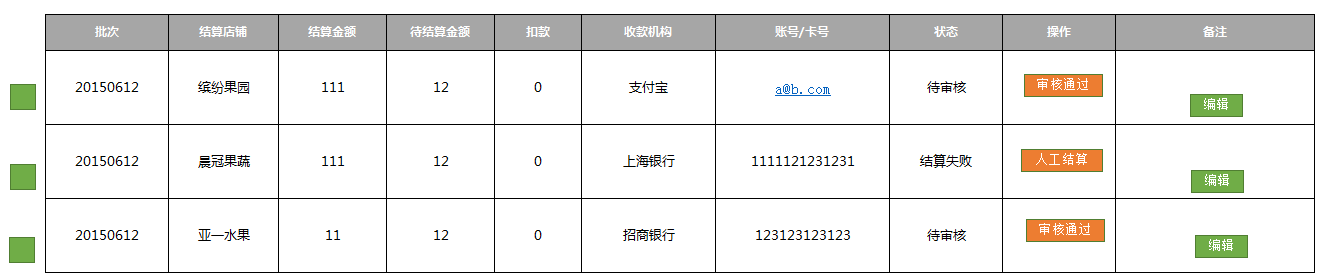 批次 结算店铺 结算金额 待结算金额 扣款 收款机构 账号/卡号 状态 操作 备注
20150612 缤纷果园 111 12 0 支付宝 a@b.com 待审核 审核通过 编辑
20150612 晨冠果蔬 111 12 0 上海银行 1111121231231 结算失败 人工结算 编辑
20150612 亚一水果 11 12 0 招商银行 123123123123 待审核 审核通过 编辑